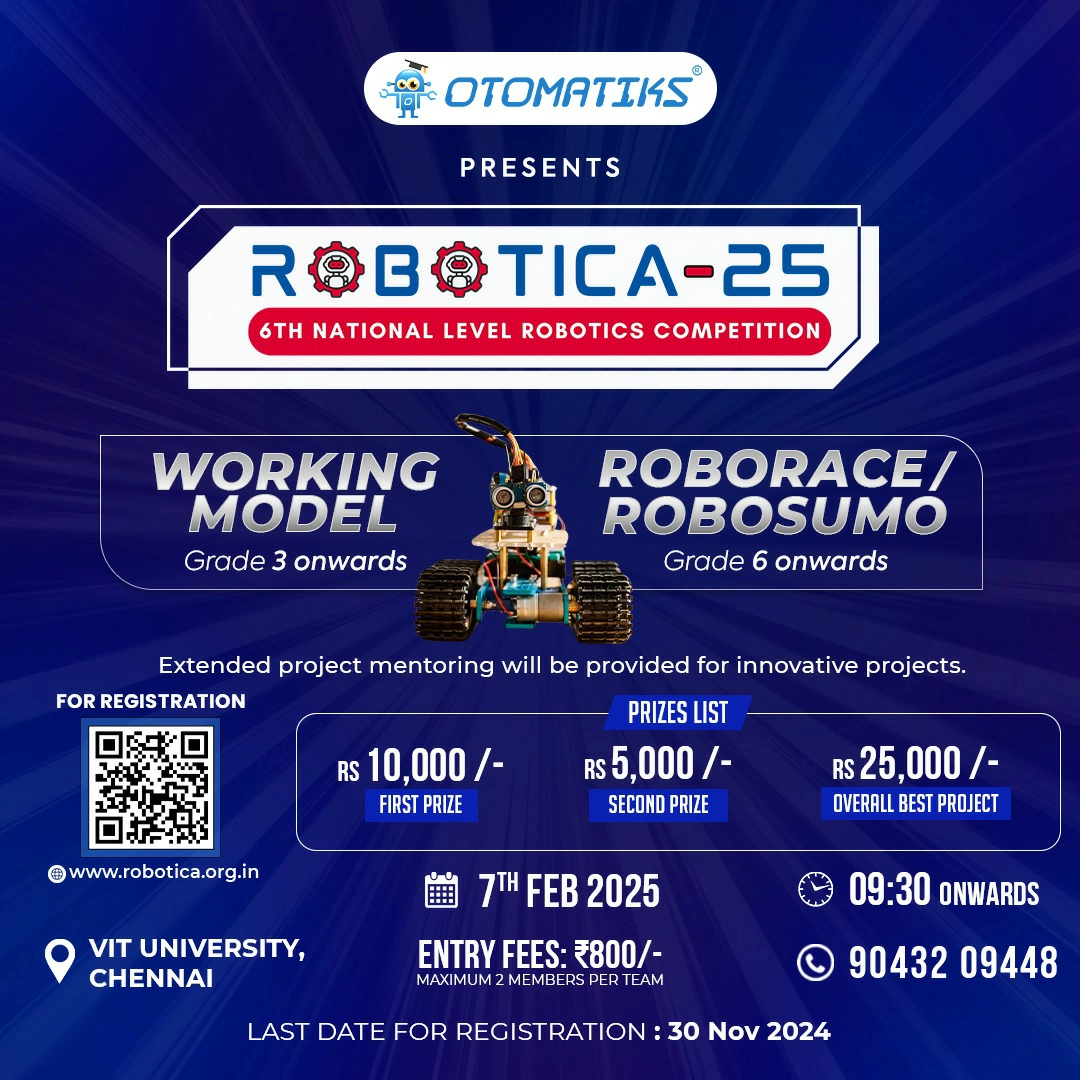 OTOMATIKS®
PRESENTS
ROBOTICA-25
6TH NATIONAL LEVEL ROBOTICS COMPETITION
WORKING
MODEL
Grade 3 onwards
ROBORACE/
ROBOSUMO
Grade 6 onwards
Extended project mentoring will be provided for innovative projects.
FOR REGISTRATION
www.robotica.org.in
PRIZES LIST
RS 10,000 /-
FIRST PRIZE
RS 5,000 /-
SECOND PRIZE
RS 25,000 /-
OVERALL BEST PROJECT
7TH FEB 2025
09:30 ONWARDS
VIT UNIVERSITY,
CHENNAI
ENTRY FEES: ₹800/-
MAXIMUM 2 MEMBERS PER TEAM
90432 09448
LAST DATE FOR REGISTRATION : 30 Nov 2024